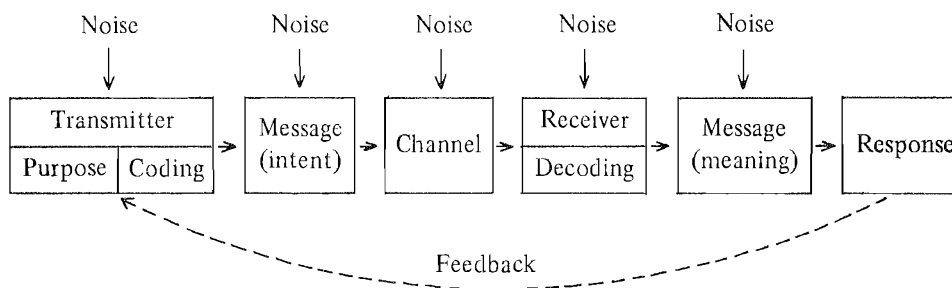 Noise Noise Noise Noise Noise
Transmitter
Purpose Coding
Message
(intent)
Channel
Receiver
Decoding
Message
(meaning)
Response
Feedback